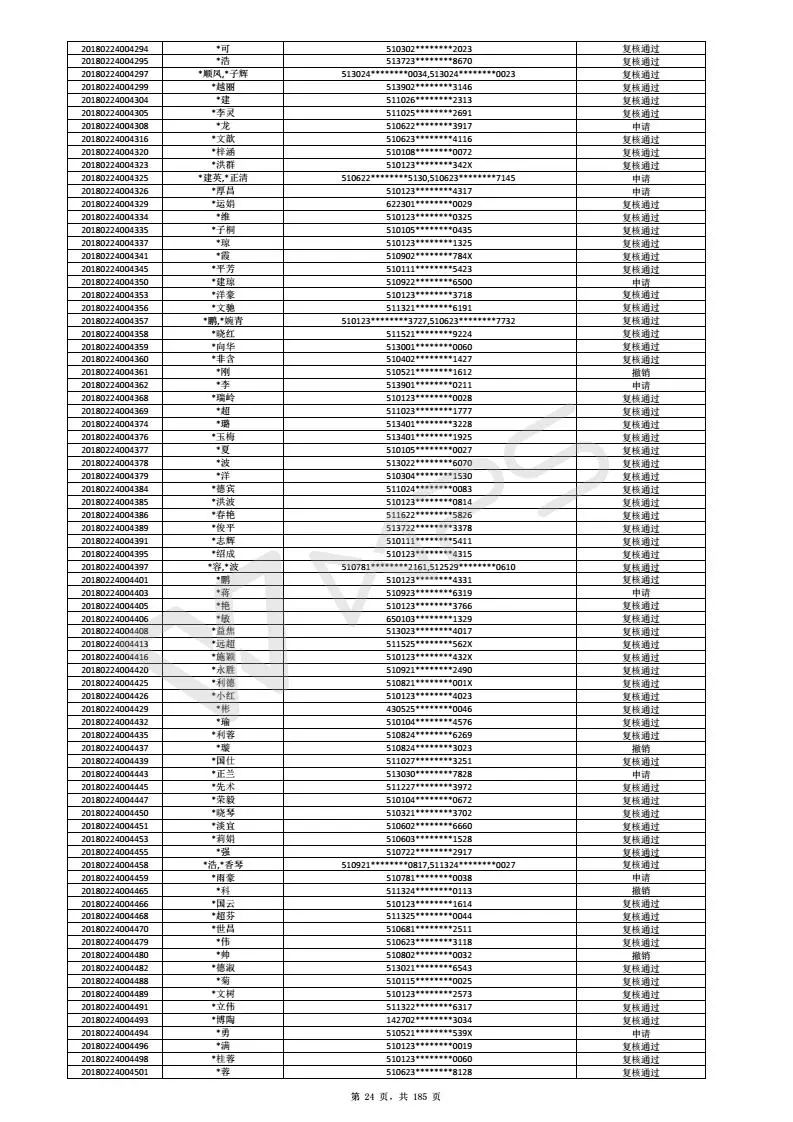 20180224004294 *可 510302********2023 复核通过
20180224004295 *浩 513723********8670 复核通过
20180224004297 *顺风,*子辉 513024********0034,513024********0023 复核通过
20180224004299 *越丽 513902********3146 复核通过
20180224004304 *建 511026********2313 复核通过
20180224004305 *李灵 511025********2691 复核通过
20180224004308 *龙 510622********3917 申请
20180224004316 *文歆 510623********4116 复核通过
20180224004320 *梓涵 510108********0072 复核通过
20180224004323 *洪群 510123********342X 复核通过
20180224004325 *建英,*正清 510622********5130,510623********7145 申请
20180224004326 *厚昌 510123********4317 申请
20180224004329 *运娟 622301********0029 复核通过
20180224004334 *维 510123********0325 复核通过
20180224004335 *子桐 510105********0435 复核通过
20180224004337 *琼 510123********1325 复核通过
20180224004341 *霞 510902********784X 复核通过
20180224004345 *平芳 510111********5423 复核通过
20180224004350 *建琼 510922********6500 申请
20180224004353 *洋豪 510123********3718 复核通过
20180224004356 *文驰 511321********6191 复核通过
20180224004357 *鹏,*婉青 510123********3727,510623********7732 复核通过
20180224004358 *晓红 511521********9224 复核通过
20180224004359 *向华 513001********0060 复核通过
20180224004360 *非含 510402********1427 复核通过
20180224004361 *刚 510521********1612 撤销
20180224004362 *李 513901********0211 申请
20180224004368 *瑞岭 510123********0028 复核通过
20180224004369 *超 511023********1777 复核通过
20180224004374 *璐 513401********3228 复核通过
20180224004376 *玉梅 513401********1925 复核通过
20180224004377 *夏 510105********0027 复核通过
20180224004378 *波 513022********6070 复核通过
20180224004379 *洋 510304********1530 复核通过
20180224004384 *德宾 511024********0083 复核通过
20180224004385 *洪波 510123********0814 复核通过
20180224004386 *春艳 511622********5826 复核通过
20180224004389 *俊平 513722********3378 复核通过
20180224004391 *志辉 510111********5411 复核通过
20180224004395 *绍成 510123********4315 复核通过
20180224004397 *容,*波 510781********2161,512529********0610 复核通过
20180224004401 *鹏 510123********4331 复核通过
20180224004403 *蒋 510923********6319 申请
20180224004405 *艳 510123********3766 复核通过
20180224004406 *敏 650103********1329 复核通过
20180224004408 *益焦 513023********4017 复核通过
20180224004413 *远超 511525********562X 复核通过
20180224004416 *施颖 510123********432X 复核通过
20180224004420 *永胜 510921********2490 复核通过
20180224004425 *利德 510821********001X 复核通过
20180224004426 *小红 510123********4023 复核通过
20180224004429 *彬 430525********0046 复核通过
20180224004432 *瑜 510104********4576 复核通过
20180224004435 *利蓉 510824********6269 复核通过
20180224004437 *璇 510824********3023 撤销
20180224004439 *国仕 511027********3251 复核通过
20180224004443 *正兰 513030********7828 申请
20180224004445 *先术 511227********3972 复核通过
20180224004447 *荣毅 510104********0672 复核通过
20180224004450 *晓琴 510321********3702 复核通过
20180224004451 *淡宜 510602********6660 复核通过
20180224004453 *莉娟 510603********1528 复核通过
20180224004455 *强 510722********2917 复核通过
20180224004458 *浩,*香琴 510921********0817,511324********0027 复核通过
20180224004459 *雨豪 510781********0038 申请
20180224004465 *科 511324********0113 撤销
20180224004466 *国云 510123********1614 复核通过
20180224004468 *超芬 511325********0044 复核通过
20180224004470 *世昌 510681********2511 复核通过
20180224004479 *伟 510623********3118 复核通过
20180224004480 *帅 510802********0032 撤销
20180224004482 *德淑 513021********6543 复核通过
20180224004488 *菊 510115********0025 复核通过
20180224004489 *文树 510123********2573 复核通过
20180224004491 *立伟 511322********6317 复核通过
20180224004493 *博陶 142702********3034 复核通过
20180224004494 *勇 510521********539X 申请
20180224004496 *满 510123********0019 复核通过
20180224004498 *桂蓉 510123********0060 复核通过
20180224004501 *蓉 510623********8128 复核通过
第 24 页，共 185 页